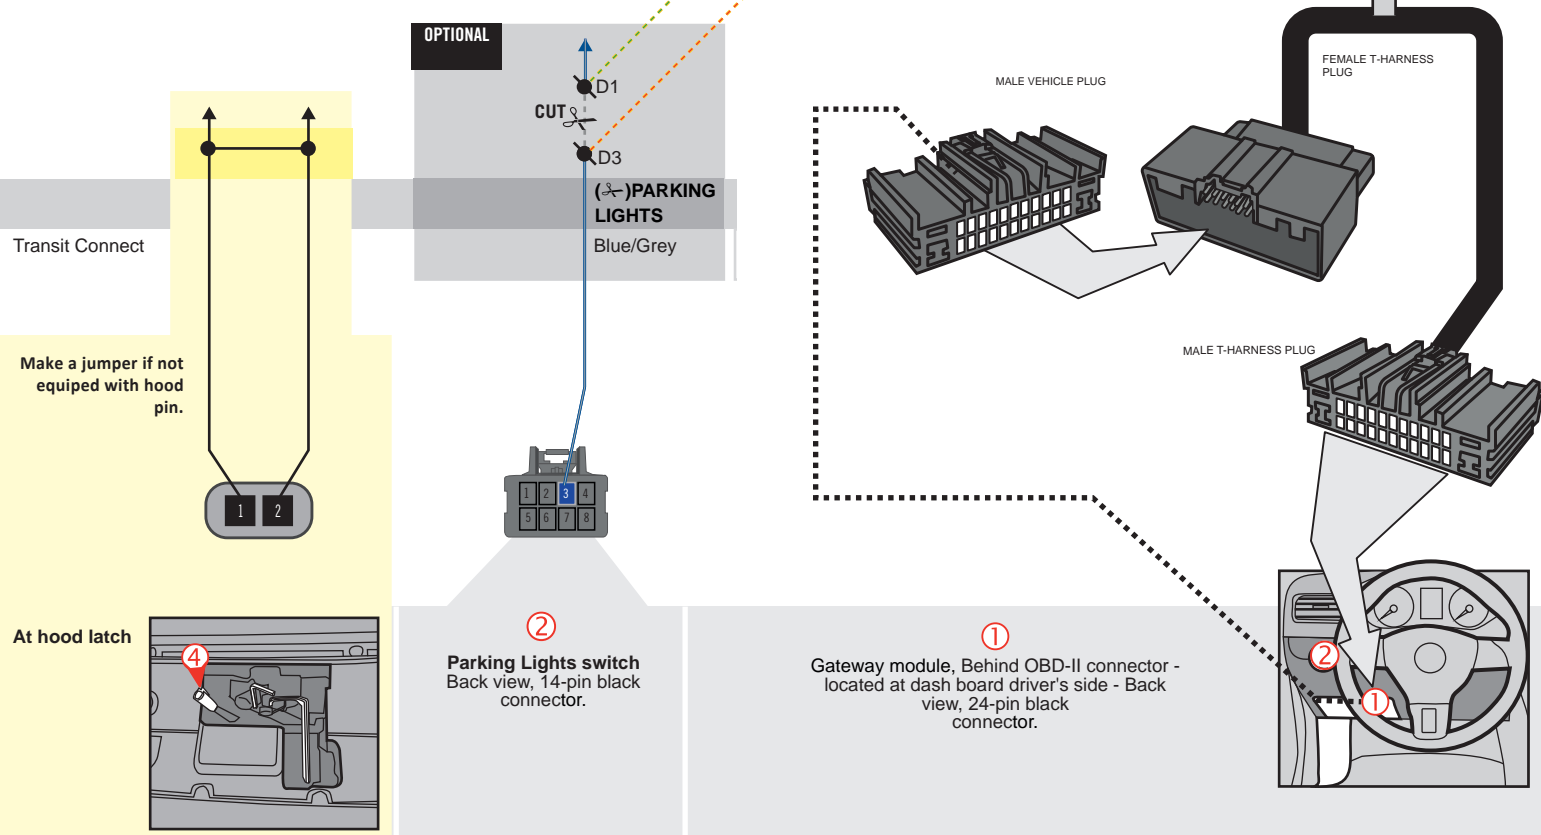 OPTIONAL
D1
CUT
D3
( )PARKING
LIGHTS
Blue/Grey
Transit Connect
Make a jumper if not
equiped with hood
pin.
1 2
1 2 3 4
5 6 7 8
At hood latch
4
2
Parking Lights switch
Back view, 14-pin black
connector.
MALE VEHICLE PLUG
FEMALE T-HARNESS
PLUG
MALE T-HARNESS PLUG
1
Gateway module, Behind OBD-II connector -
located at dash board driver's side - Back
view, 24-pin black
connector.
2
1